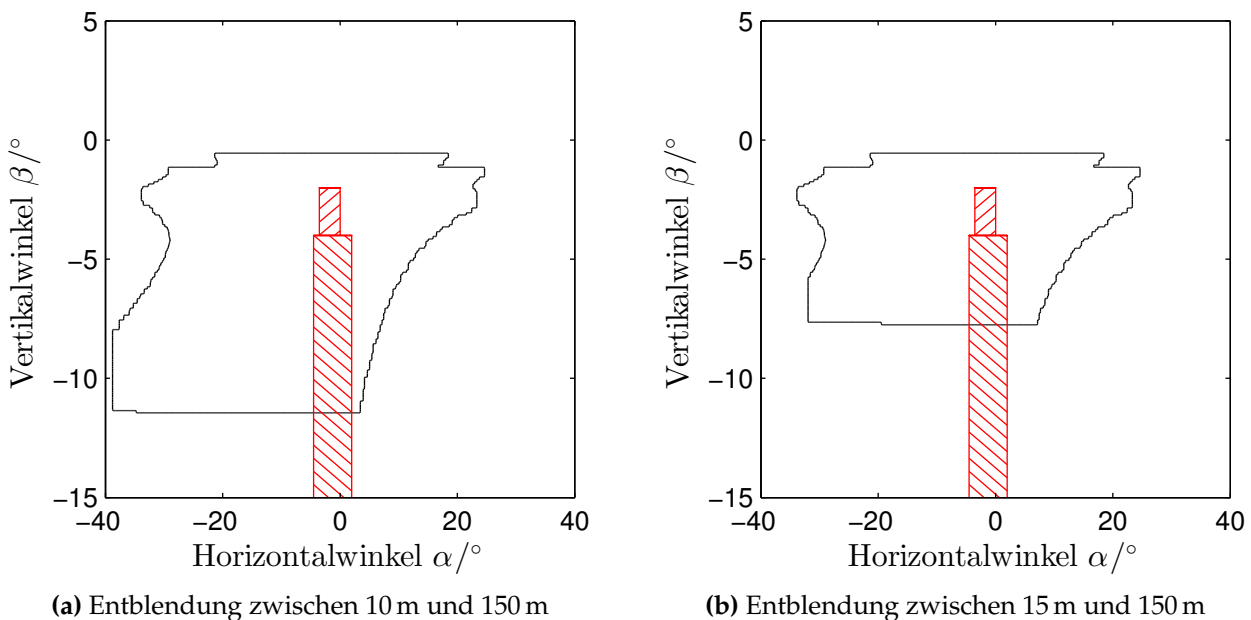 5
0
−5
−10
−15
−40 −20 0 20 40
Vertikalwinkel β/°
Horizontalwinkel α/°
(a) Entblendung zwischen 10 m und 150 m
5
0
−5
−10
−15
−40 −20 0 20 40
Vertikalwinkel β/°
Horizontalwinkel α/°
(b) Entblendung zwischen 15 m und 150 m